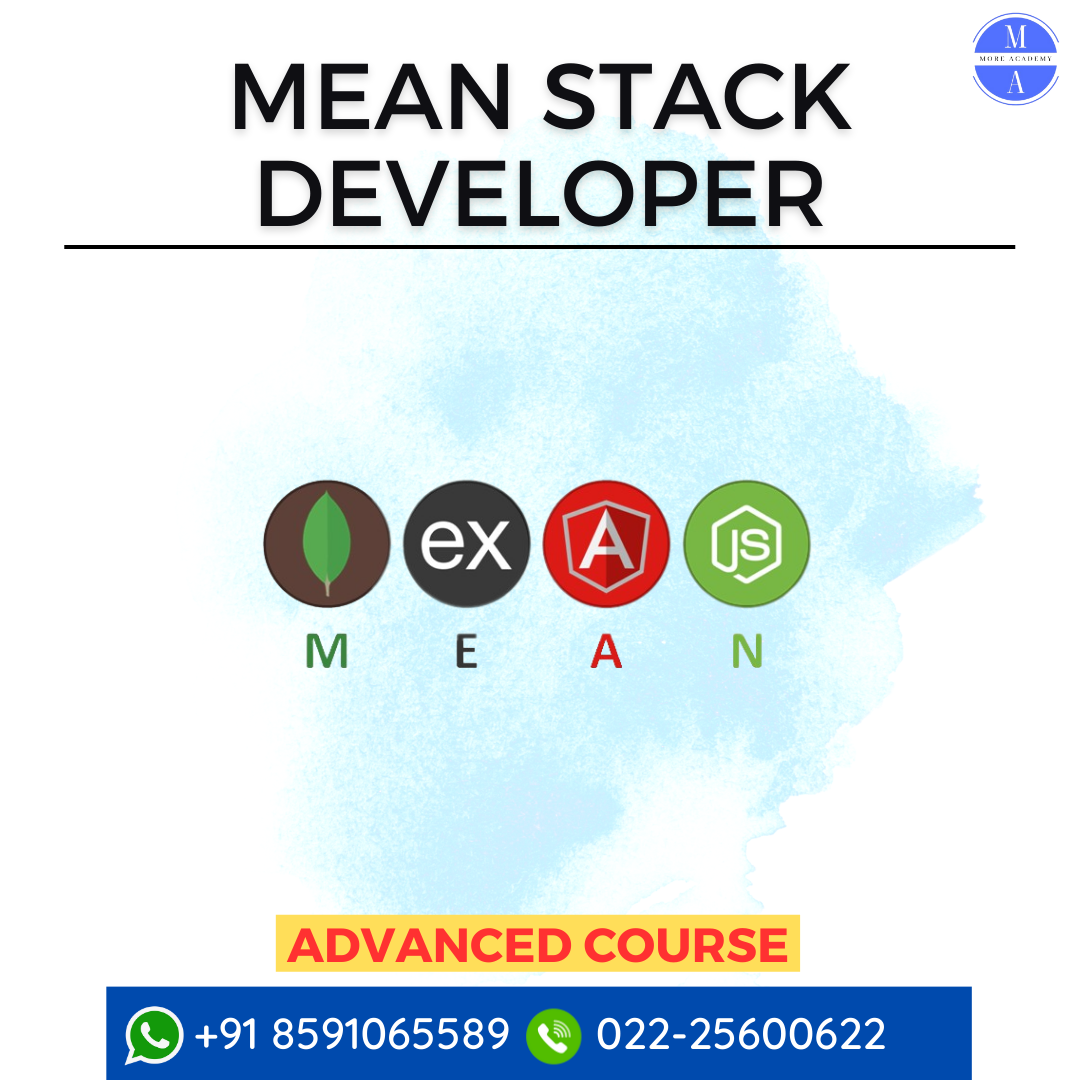 M
MORE ACADEMY
A
MEAN STACK
DEVELOPER
ex A JS
M E A N
ADVANCED COURSE
+91 8591065589 022-25600622